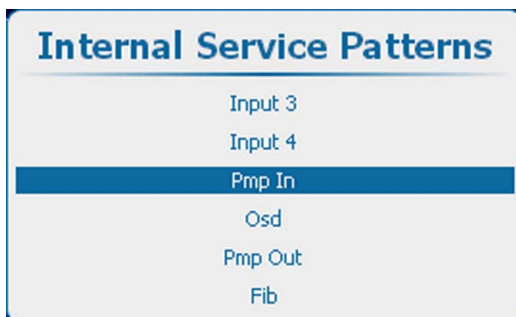 Internal Service Patterns
Input 3
Input 4
Pmp In
Osd
Pmp Out
Fib